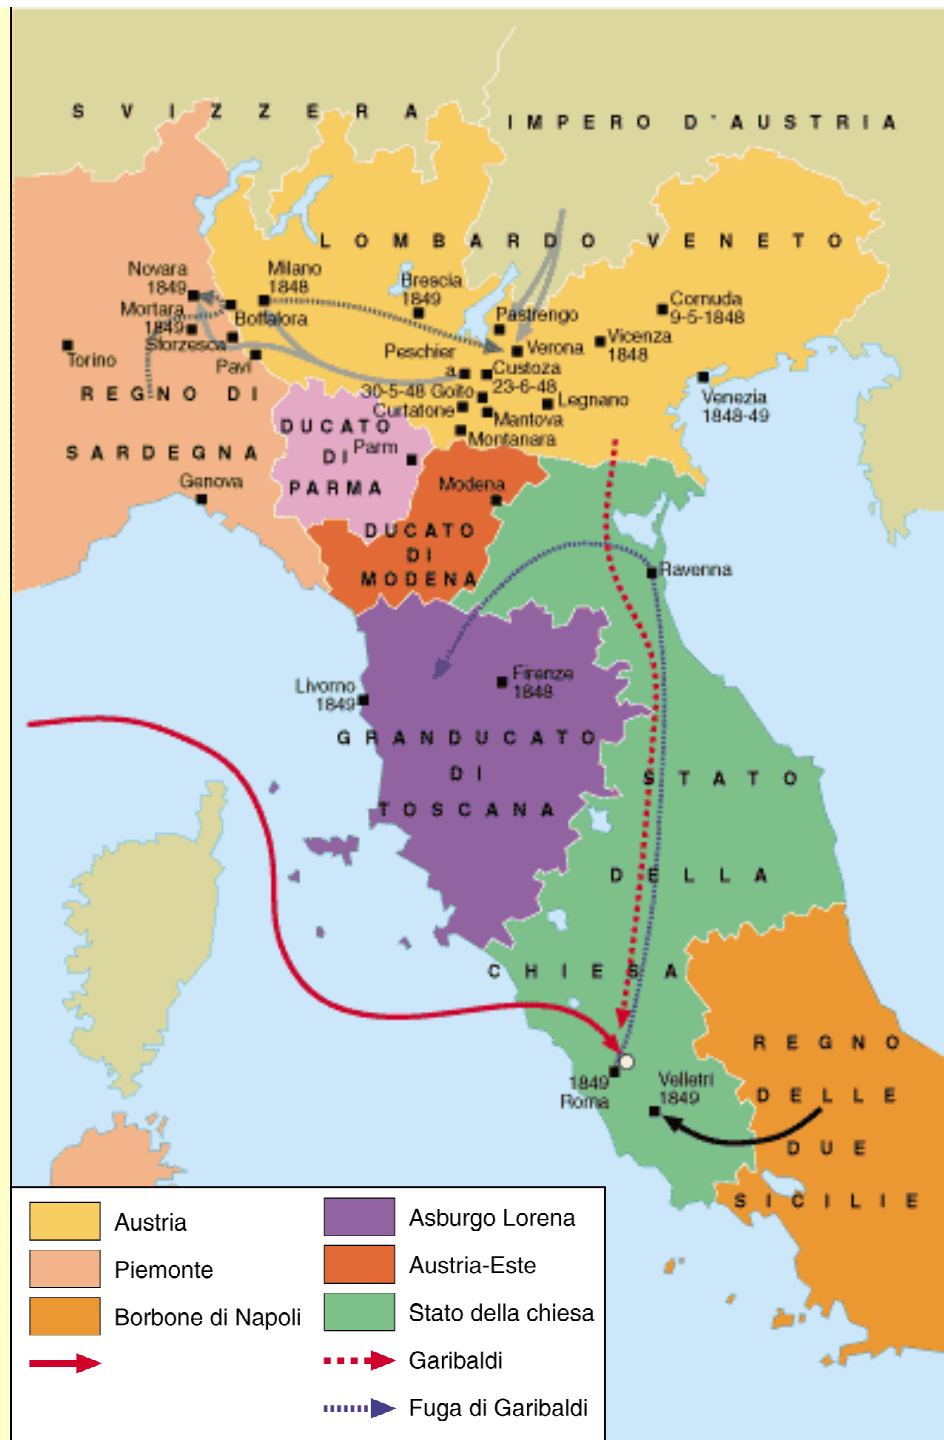 SVIZZERA
IMPERO D'AUSTRIA
LOMBARDO VENETO
Novara
1849
Milano
1848
Brescia
1849
Cornuda
9-5-1848
Mortara
1849
Boffalora
Pastrengo
Sforzesca
Vicenza
1848
Torino
Pavi
Peschier
a
Verona
Custoza
23-6-48
30-5-48 Goito
Legnano
Venezia
1848-49
REGNO DI
SARDEGNA
Curtatone
Mantova
Montanara
DUCATO
DI
PARMA
Parm
Genova
Modena
DUCATO
DI
MODENA
Ravenna
Livorno
1849
Firenze
1848
GRANDUCATO
DI
TOSCANA
STATO
DELLA
CHIESA
REGNO
DELLE
DUE
SICILIE
1849
Roma
Velletri
1849
Austria
Piemonte
Borbone di Napoli
Asburgo Lorena
Austria-Este
Stato della chiesa
Garibaldi
Fuga di Garibaldi